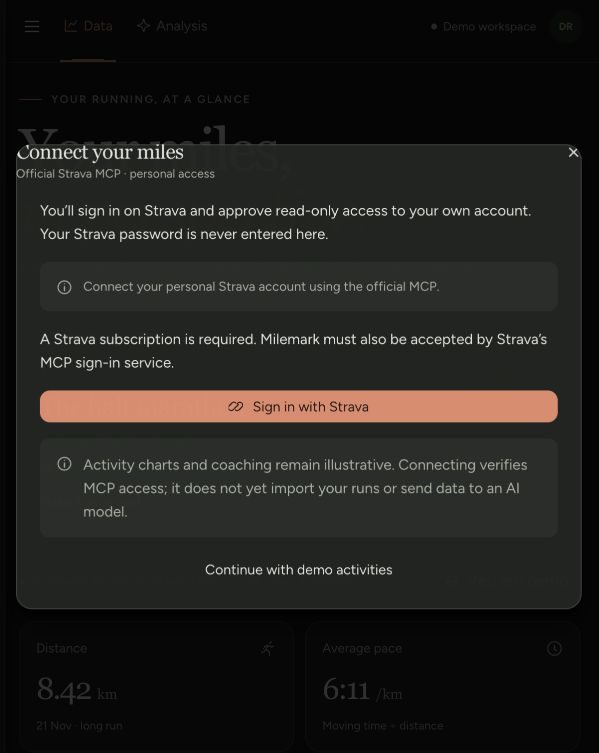 Data
Analysis
Demo workspace
DR
YOUR RUNNING, AT A GLANCE
Your miles,
Connect your miles
Official Strava MCP · personal access
You’ll sign in on Strava and approve read-only access to your own account.
Your Strava password is never entered here.
Connect your personal Strava account using the official MCP.
A Strava subscription is required. Milemark must also be accepted by Strava’s
MCP sign-in service.
Sign in with Strava
Activity charts and coaching remain illustrative. Connecting verifies
MCP access; it does not yet import your runs or send data to an AI
model.
Continue with demo activities
Distance
Average pace
8.42 km
6:11 /km
21 Nov · long run
Moving time ÷ distance